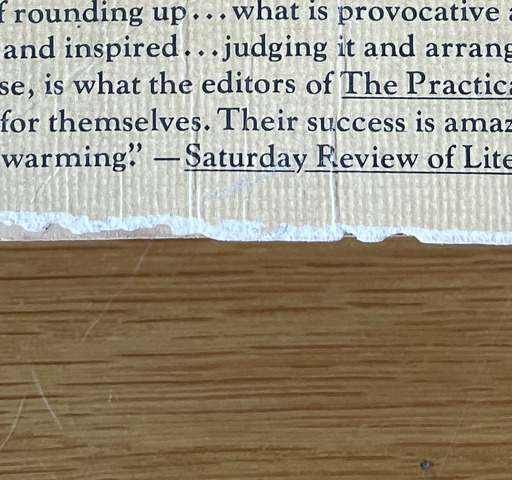 f rounding up...what is provocative a
and inspired...judging it and arrang
se, is what the editors of The Practica
for themselves. Their success is amaz
warming.” —Saturday Review of Lite